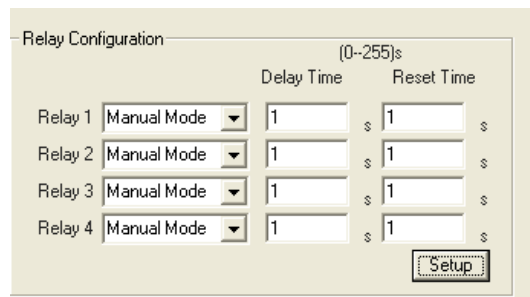 Relay Configuration
(0--255)s
Delay Time Reset Time
Relay 1 Manual Mode 1 s 1 s
Relay 2 Manual Mode 1 s 1 s
Relay 3 Manual Mode 1 s 1 s
Relay 4 Manual Mode 1 s 1 s
Setup